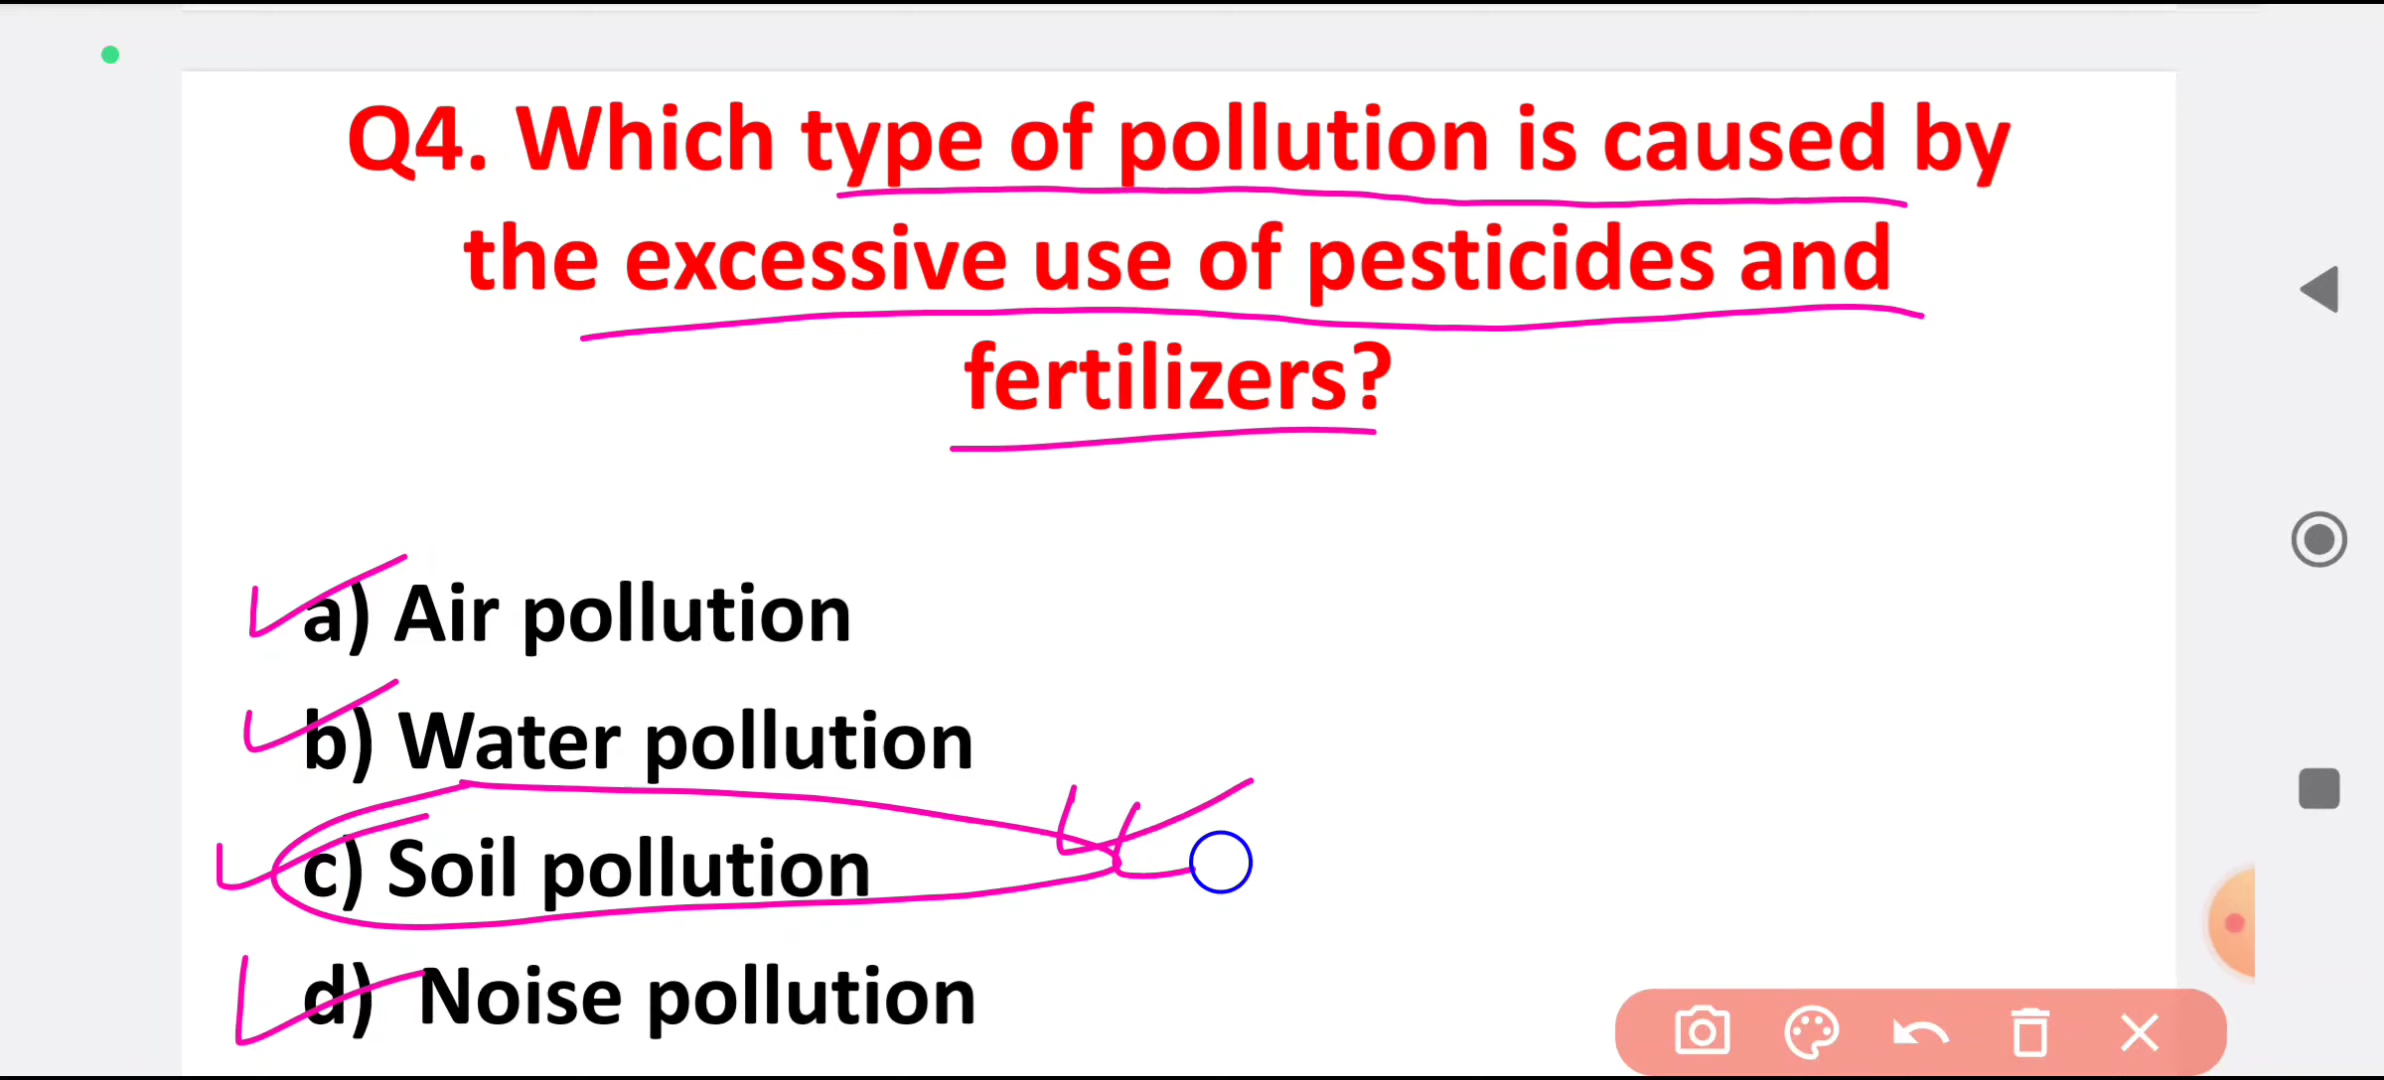 Q4. Which type of pollution is caused by
the excessive use of pesticides and
fertilizers?
a) Air pollution
b) Water pollution
c) Soil pollution
d) Noise pollution